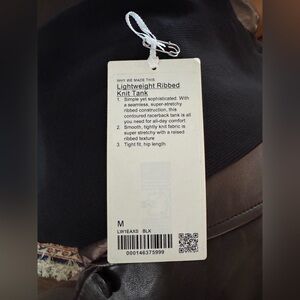 WHY WE MADE THIS
Lightweight Ribbed
Knit Tank
1. Simple yet sophisticated. With
a seamless, super-stretchy
ribbed construction, this
contoured racerback tank is all
you need for all-day comfort
2. Smooth, tightly knit fabric is
super stretchy with a raised
ribbed texture
3. Tight fit, hip length
M
LW1EAXS BLK
000146375999